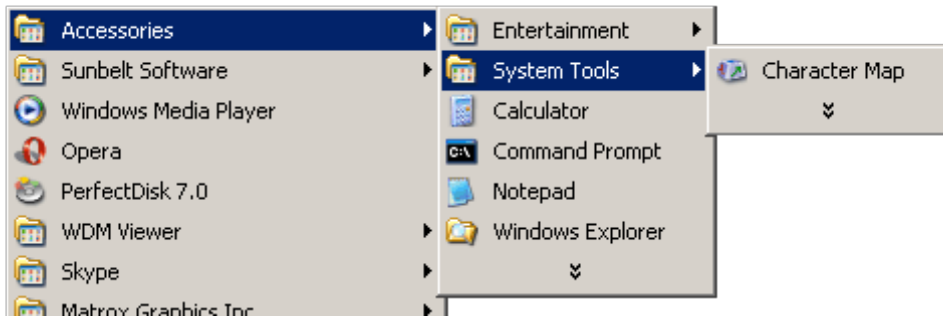 Accessories
Sunbelt Software
Windows Media Player
Opera
PerfectDisk 7.0
WDM Viewer
Skype
Matrox Graphics Inc
Entertainment
System Tools
Calculator
C:\
Command Prompt
Notepad
Windows Explorer
Character Map